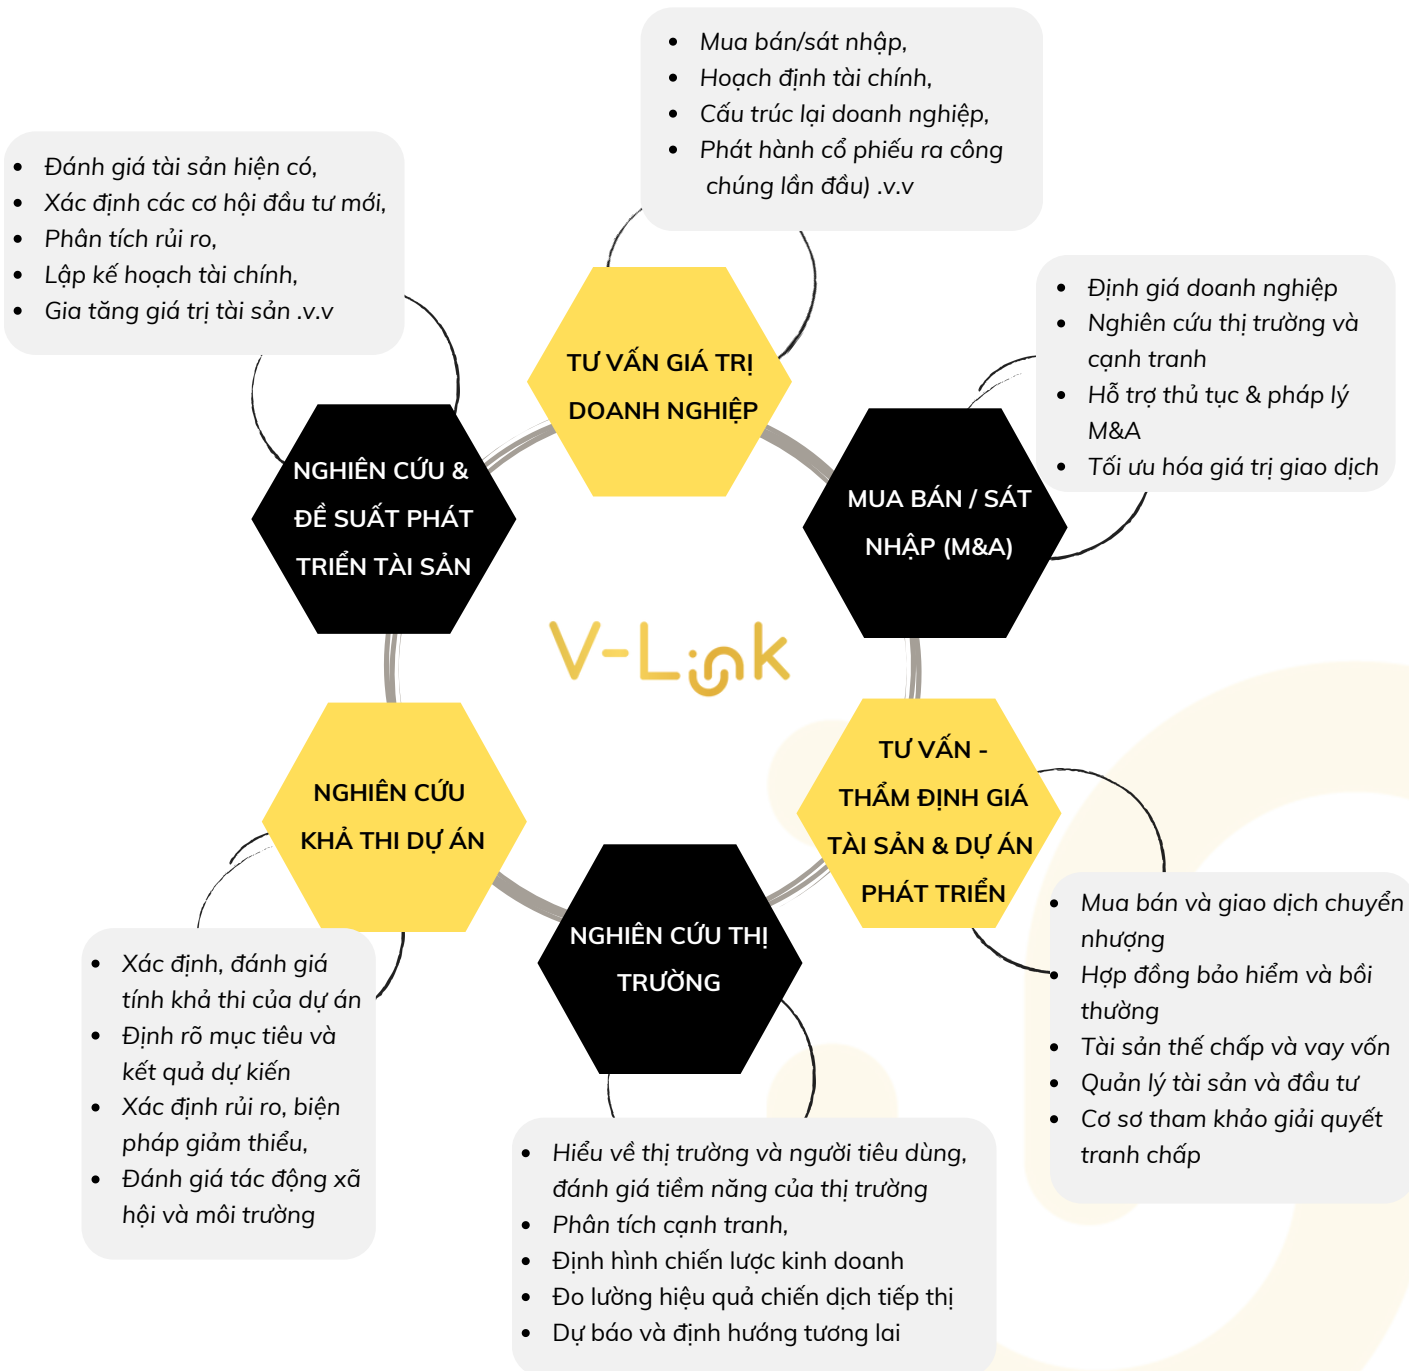 • Mua bán/sát nhập,
• Hoạch định tài chính,
• Cấu trúc lại doanh nghiệp,
• Phát hành cổ phiếu ra công
chúng lần đầu) .v.v
• Đánh giá tài sản hiện có,
• Xác định các cơ hội đầu tư mới,
• Phân tích rủi ro,
• Lập kế hoạch tài chính,
• Gia tăng giá trị tài sản .v.v
• Định giá doanh nghiệp
• Nghiên cứu thị trường và
cạnh tranh
• Hỗ trợ thủ tục & pháp lý
M&A
• Tối ưu hóa giá trị giao dịch
TƯ VẤN GIÁ TRỊ
DOANH NGHIỆP
NGHIÊN CỨU &
ĐỀ SUẤT PHÁT
TRIỂN TÀI SẢN
MUA BÁN / SÁT
NHẬP (M&A)
V-Link
NGHIÊN CỨU
KHẢ THI DỰ ÁN
TƯ VẤN -
THẨM ĐỊNH GIÁ
TÀI SẢN & DỰ ÁN
PHÁT TRIỂN
NGHIÊN CỨU THỊ
TRƯỜNG
• Xác định, đánh giá
tính khả thi của dự án
• Định rõ mục tiêu và
kết quả dự kiến
• Xác định rủi ro, biện
pháp giảm thiểu,
• Đánh giá tác động xã
hội và môi trường
• Mua bán và giao dịch chuyển
nhượng
• Hợp đồng bảo hiểm và bồi
thường
• Tài sản thế chấp và vay vốn
• Quản lý tài sản và đầu tư
• Cơ sơ tham khảo giải quyết
tranh chấp
• Hiểu về thị trường và người tiêu dùng,
đánh giá tiềm năng của thị trường
• Phân tích cạnh tranh,
• Định hình chiến lược kinh doanh
• Đo lường hiệu quả chiến dịch tiếp thị
• Dự báo và định hướng tương lai